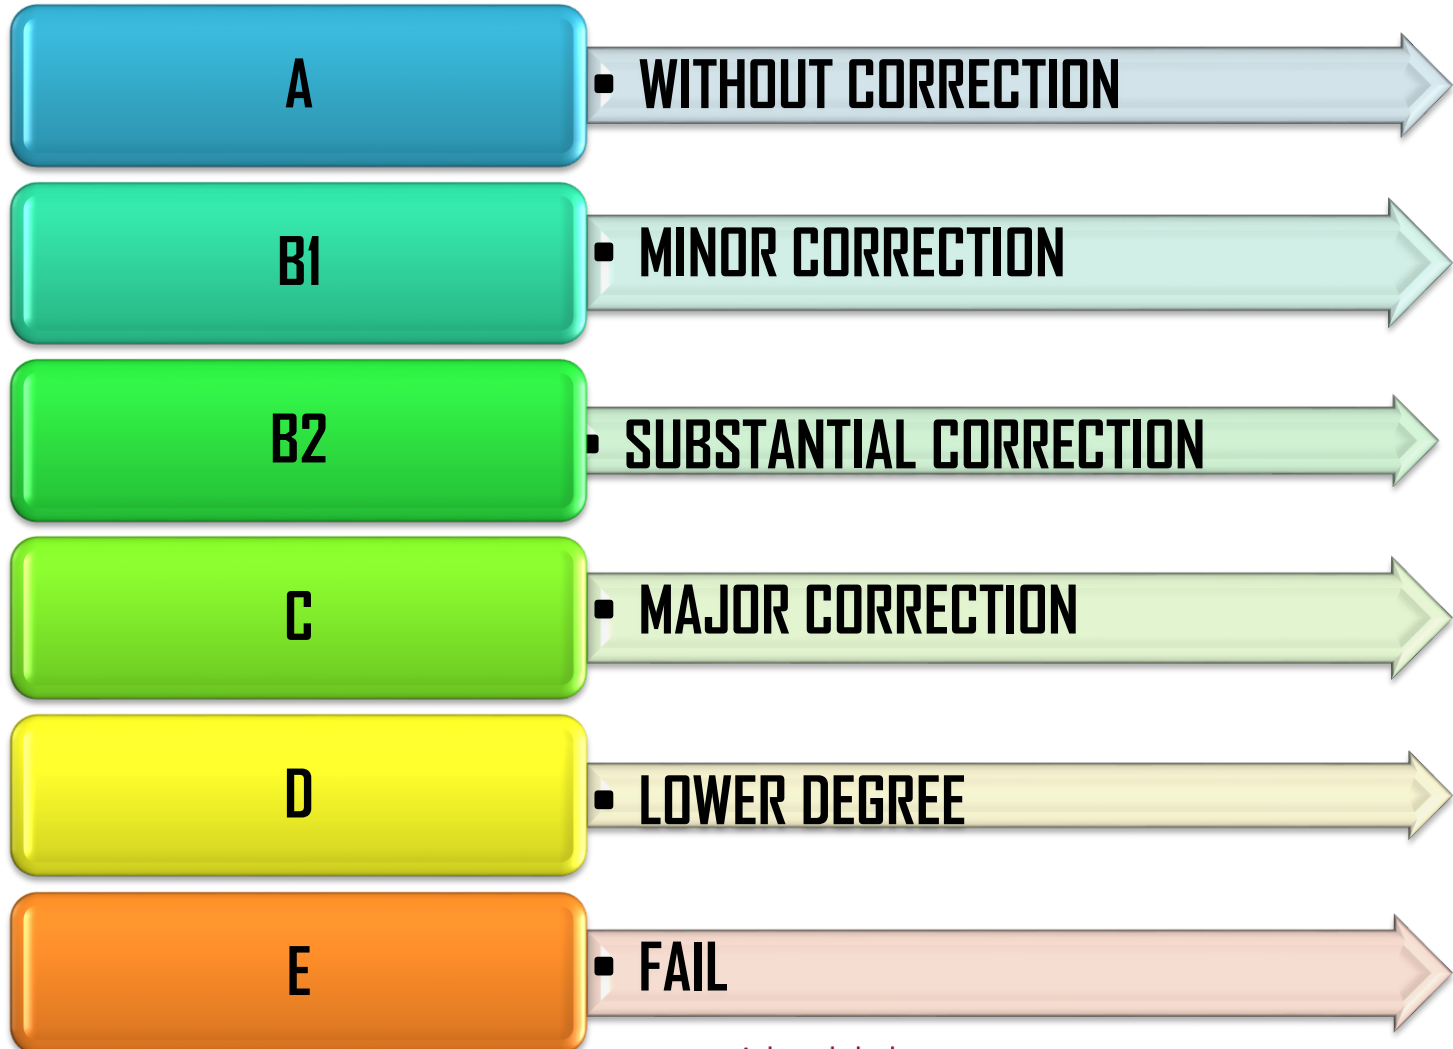 A
▪ WITHOUT CORRECTION
B1
▪ MINOR CORRECTION
B2
▪ SUBSTANTIAL CORRECTION
C
▪ MAJOR CORRECTION
D
▪ LOWER DEGREE
E
▪ FAIL